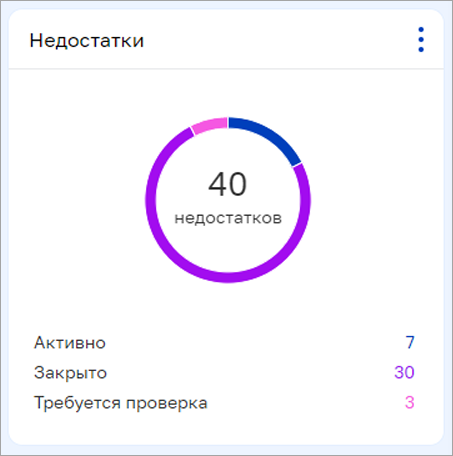 Недостатки
40
недостатков
Активно 7
Закрыто 30
Требуется проверка 3